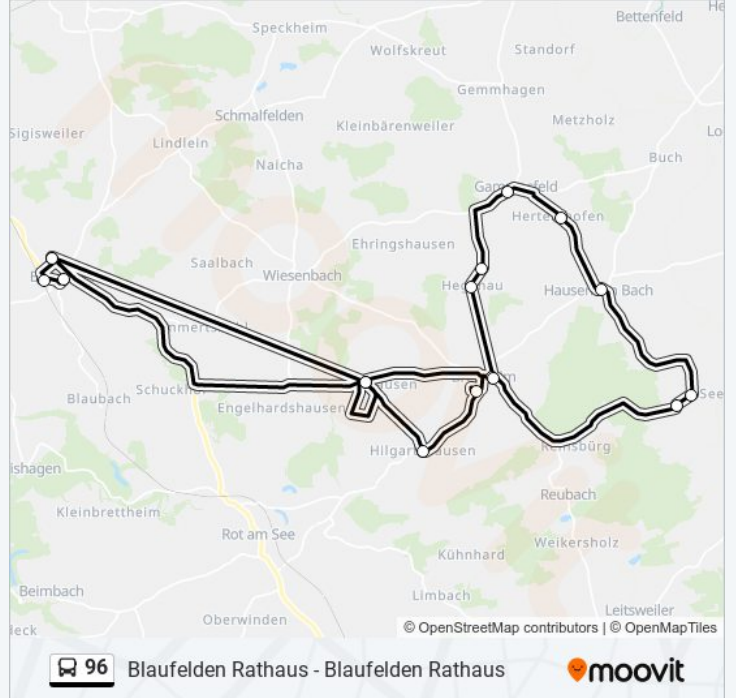 Bettenfeld
Speckheim
Wolfskreut
Standorf
Gemmhagen
Schmalfelden
Kleinbärenweiler
Metzholz
Sigisweiler
Lindlein
Naicha
Buch
Ehringshausen
Saalbach
Wiesenbach
Blaubach
Engelhardshausen
Reubach
Kleinbrettheim
Rot am See
Weikersholz
Kühnhard
Beimbach
Limbach
Leitsweiler
Oberwinden
© OpenStreetMap contributors | © OpenMapTiles
96 Blaufelden Rathaus - Blaufelden Rathaus
moovit